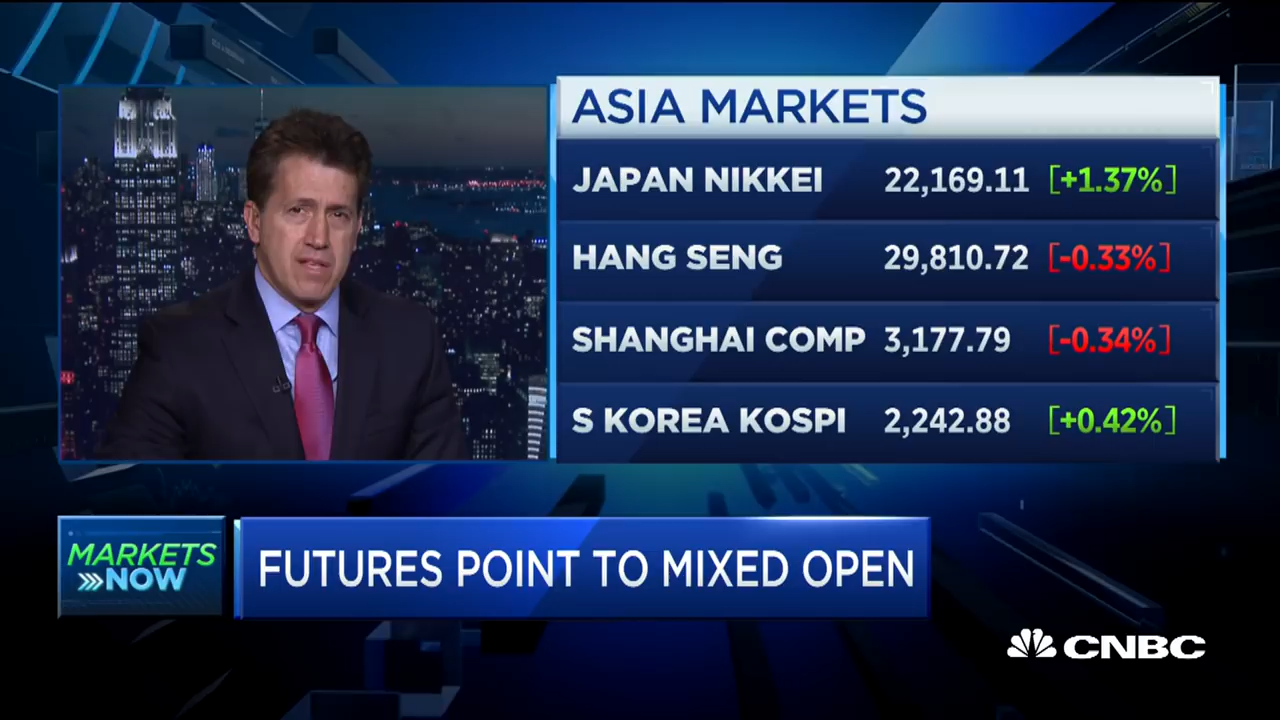 ASIA MARKETS
JAPAN NIKKEI 22,169.11 [+1.37%]
HANG SENG 29,810.72 [-0.33%]
SHANGHAI COMP 3,177.79 [-0.34%]
S KOREA KOSPI 2,242.88 [+0.42%]
MARKETS
NOW
FUTURES POINT TO MIXED OPEN
CNBC